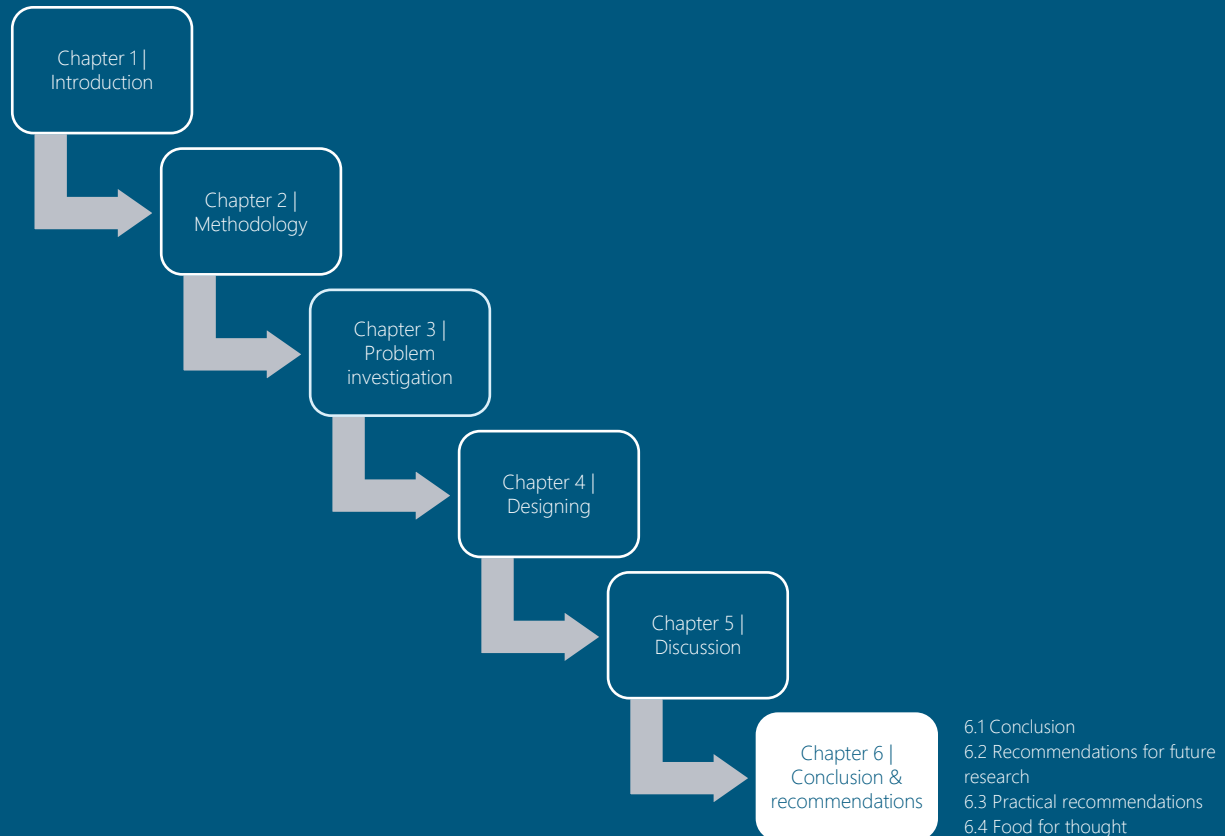 Chapter 1 |
Introduction
Chapter 2 |
Methodology
Chapter 3 |
Problem
investigation
Chapter 4 |
Designing
Chapter 5 |
Discussion
Chapter 6 |
Conclusion &
recommendations
6.1 Conclusion
6.2 Recommendations for future
research
6.3 Practical recommendations
6.4 Food for thought